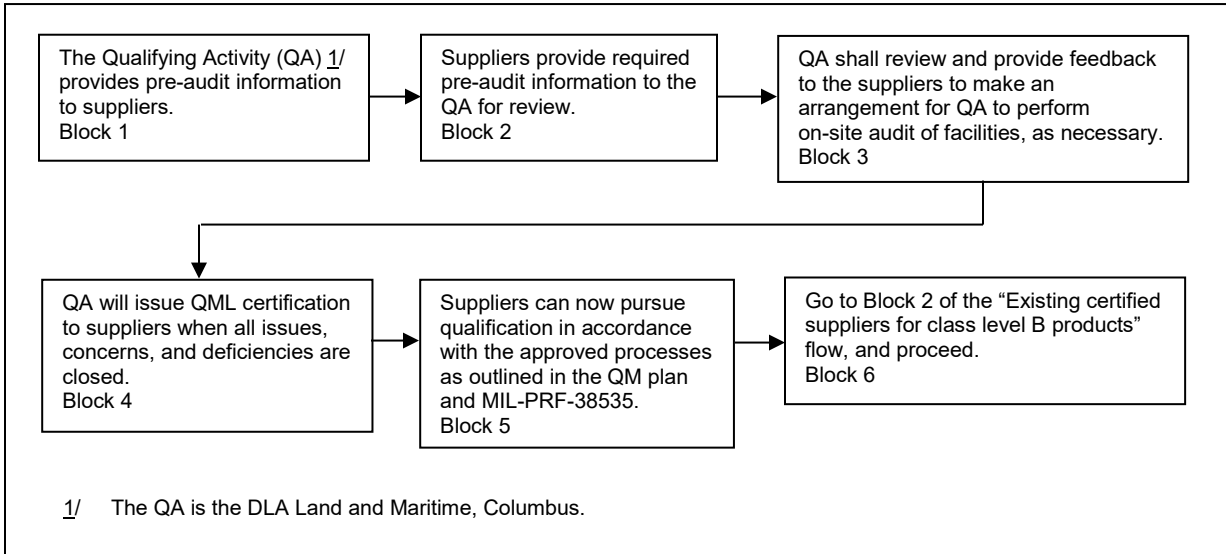 The Qualifying Activity (QA) 1/
provides pre-audit information
to suppliers.
Block 1
Suppliers provide required
pre-audit information to the
QA for review.
Block 2
QA shall review and provide feedback
to the suppliers to make an
arrangement for QA to perform
on-site audit of facilities, as necessary.
Block 3
QA will issue QML certification
to suppliers when all issues,
concerns, and deficiencies are
closed.
Block 4
Suppliers can now pursue
qualification in accordance
with the approved processes
as outlined in the QM plan
and MIL-PRF-38535.
Block 5
Go to Block 2 of the “Existing certified
suppliers for class level B products”
flow, and proceed.
Block 6
1/ The QA is the DLA Land and Maritime, Columbus.